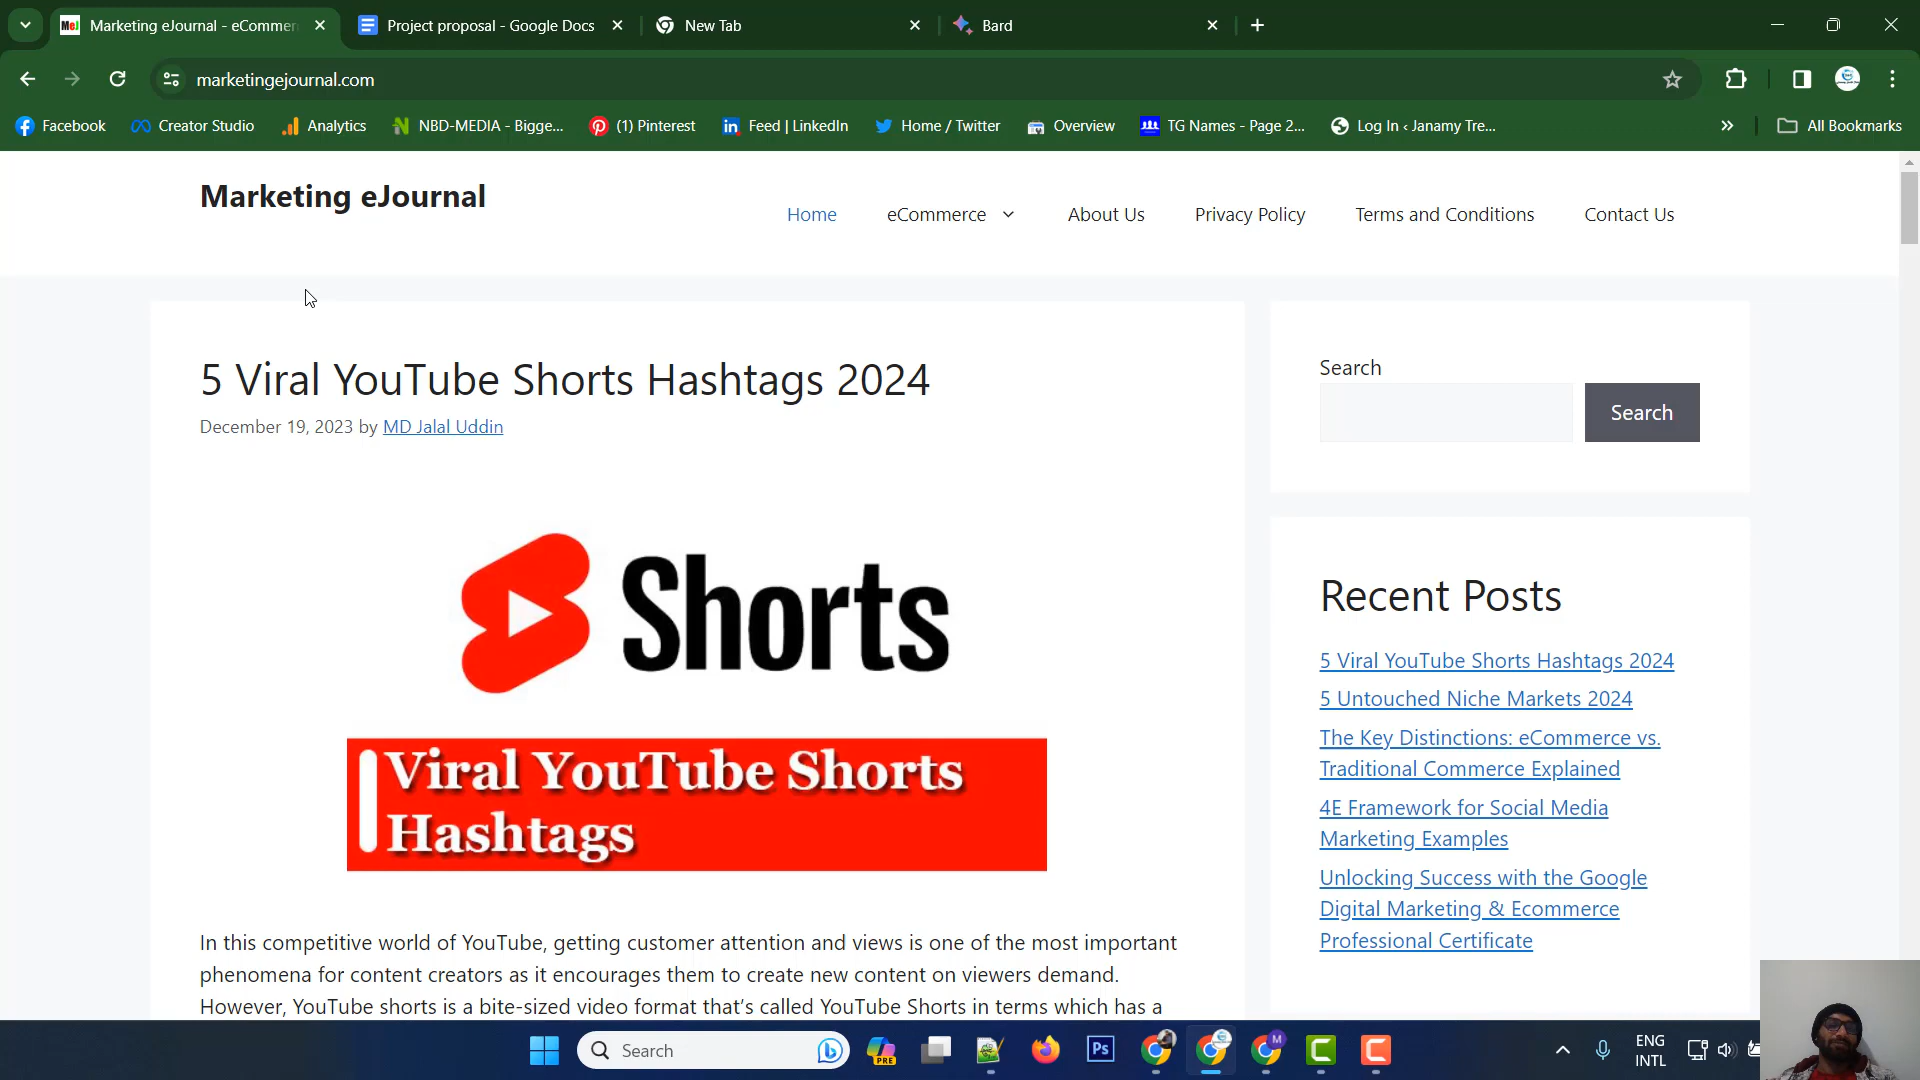 Marketing eJournal - eCommer
Project proposal - Google Docs
New Tab
Bard
marketingejournal.com
Facebook
Creator Studio
Analytics
NBD-MEDIA - Bigge...
(1) Pinterest
Feed | LinkedIn
Home / Twitter
Overview
TG Names - Page 2...
Log In ‹ Janamy Tre...
»
All Bookmarks
Marketing eJournal
Home
eCommerce
About Us
Privacy Policy
Terms and Conditions
Contact Us
5 Viral YouTube Shorts Hashtags 2024
December 19, 2023 by MD Jalal Uddin
Shorts
Viral YouTube Shorts
Hashtags
In this competitive world of YouTube, getting customer attention and views is one of the most important
phenomena for content creators as it encourages them to create new content on viewers demand.
However, YouTube shorts is a bite-sized video format that's called YouTube Shorts in terms which has a
Search
Search
Recent Posts
5 Viral YouTube Shorts Hashtags 2024
5 Untouched Niche Markets 2024
The Key Distinctions: eCommerce vs.
Traditional Commerce Explained
4E Framework for Social Media
Marketing Examples
Unlocking Success with the Google
Digital Marketing & Ecommerce
Professional Certificate
Search
PRE
Ps
M
ENG
INTL